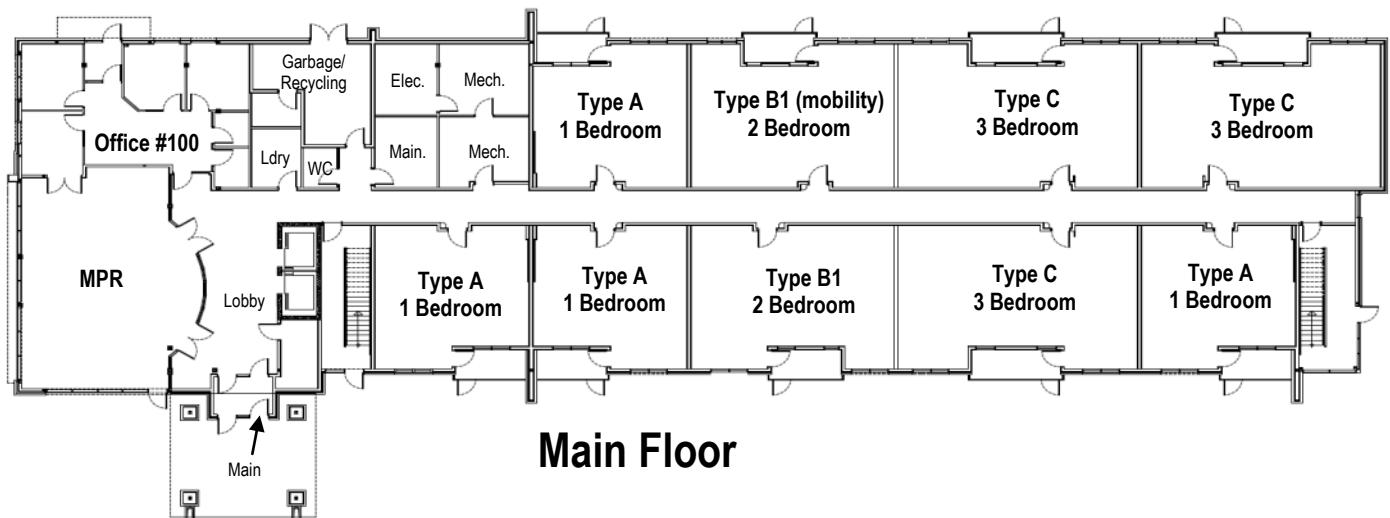 Garbage/
Recycling
Elec.
Mech.
Type A
1 Bedroom
Type B1 (mobility)
2 Bedroom
Type C
3 Bedroom
Type C
3 Bedroom
Office #100
Ldry
WC
Main.
Mech.
MPR
Lobby
Type A
1 Bedroom
Type A
1 Bedroom
Type B1
2 Bedroom
Type C
3 Bedroom
Type A
1 Bedroom
Main
Main Floor